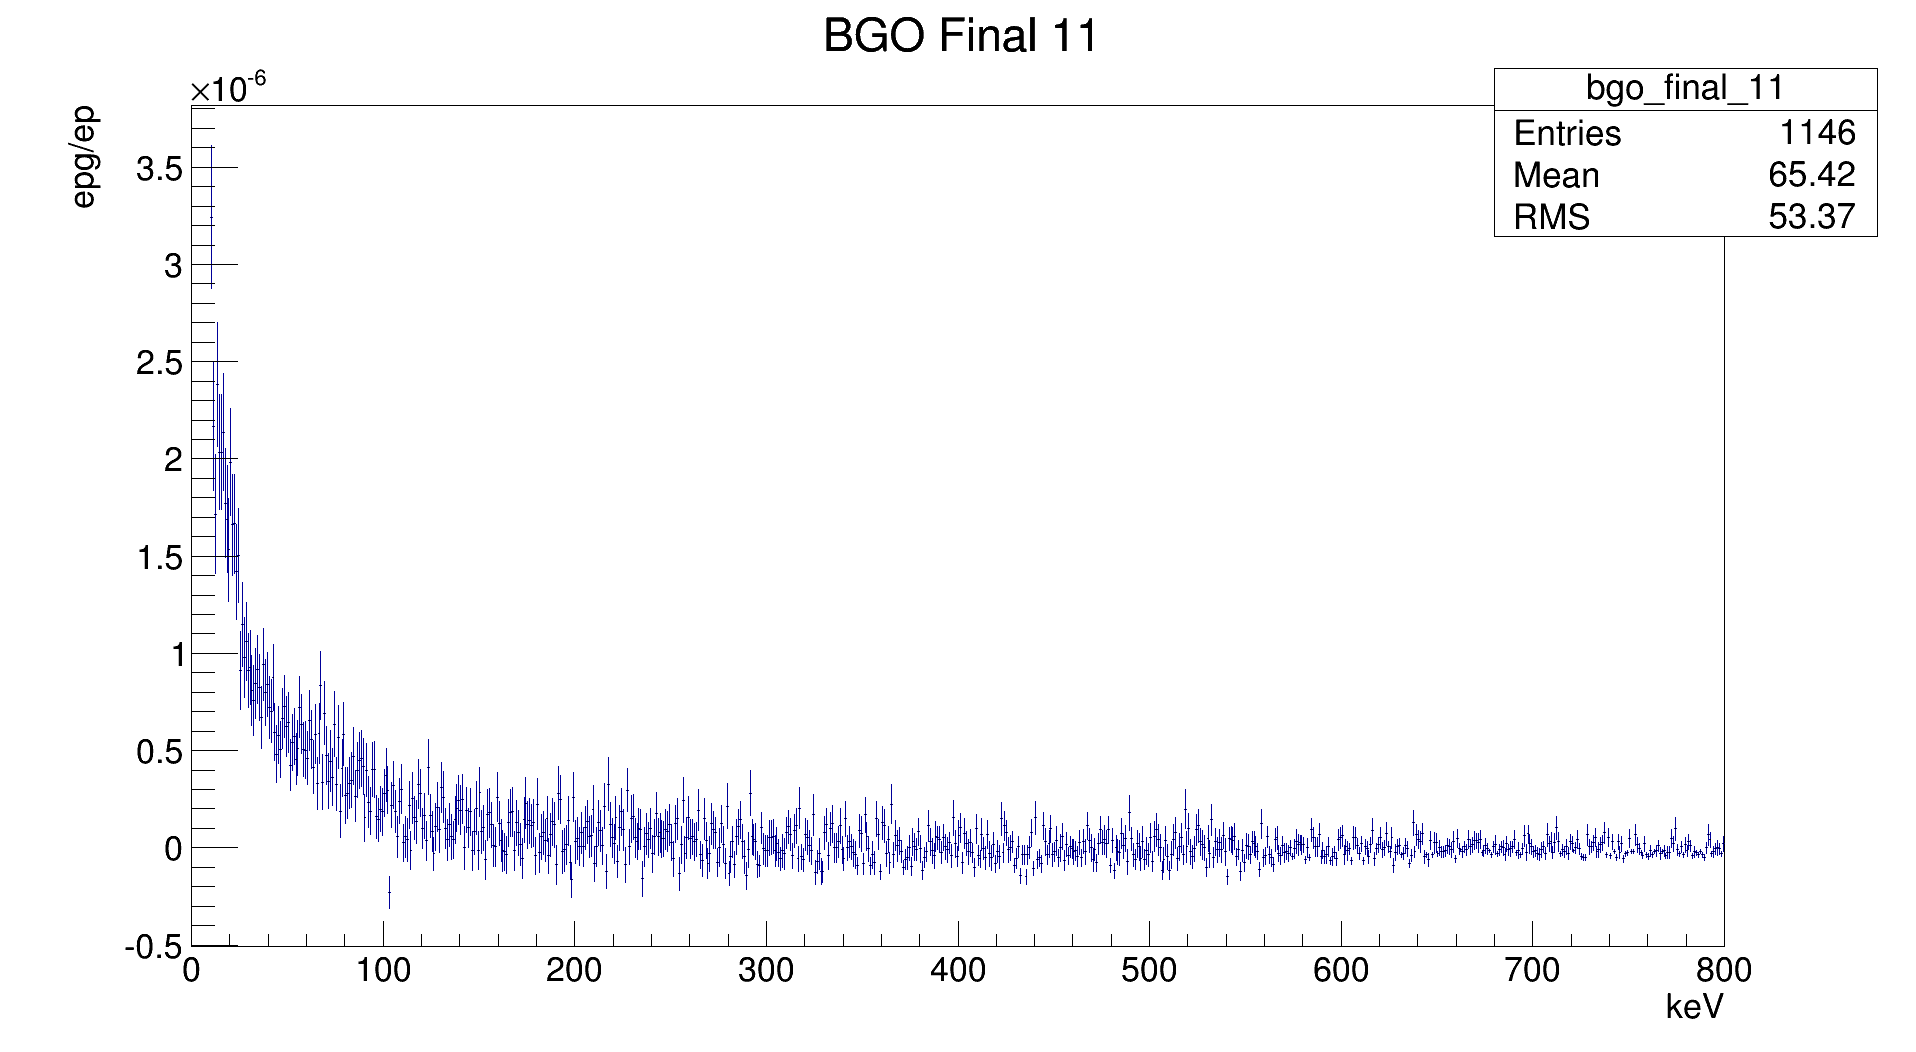 BGO Final 11
×10-6
epg/ep
bgo_final_11
Entries 1146
Mean 65.42
RMS 53.37
3.5
3
2.5
2
1.5
1
0.5
0
-0.5
0 100 200 300 400 500 600 700 800
keV